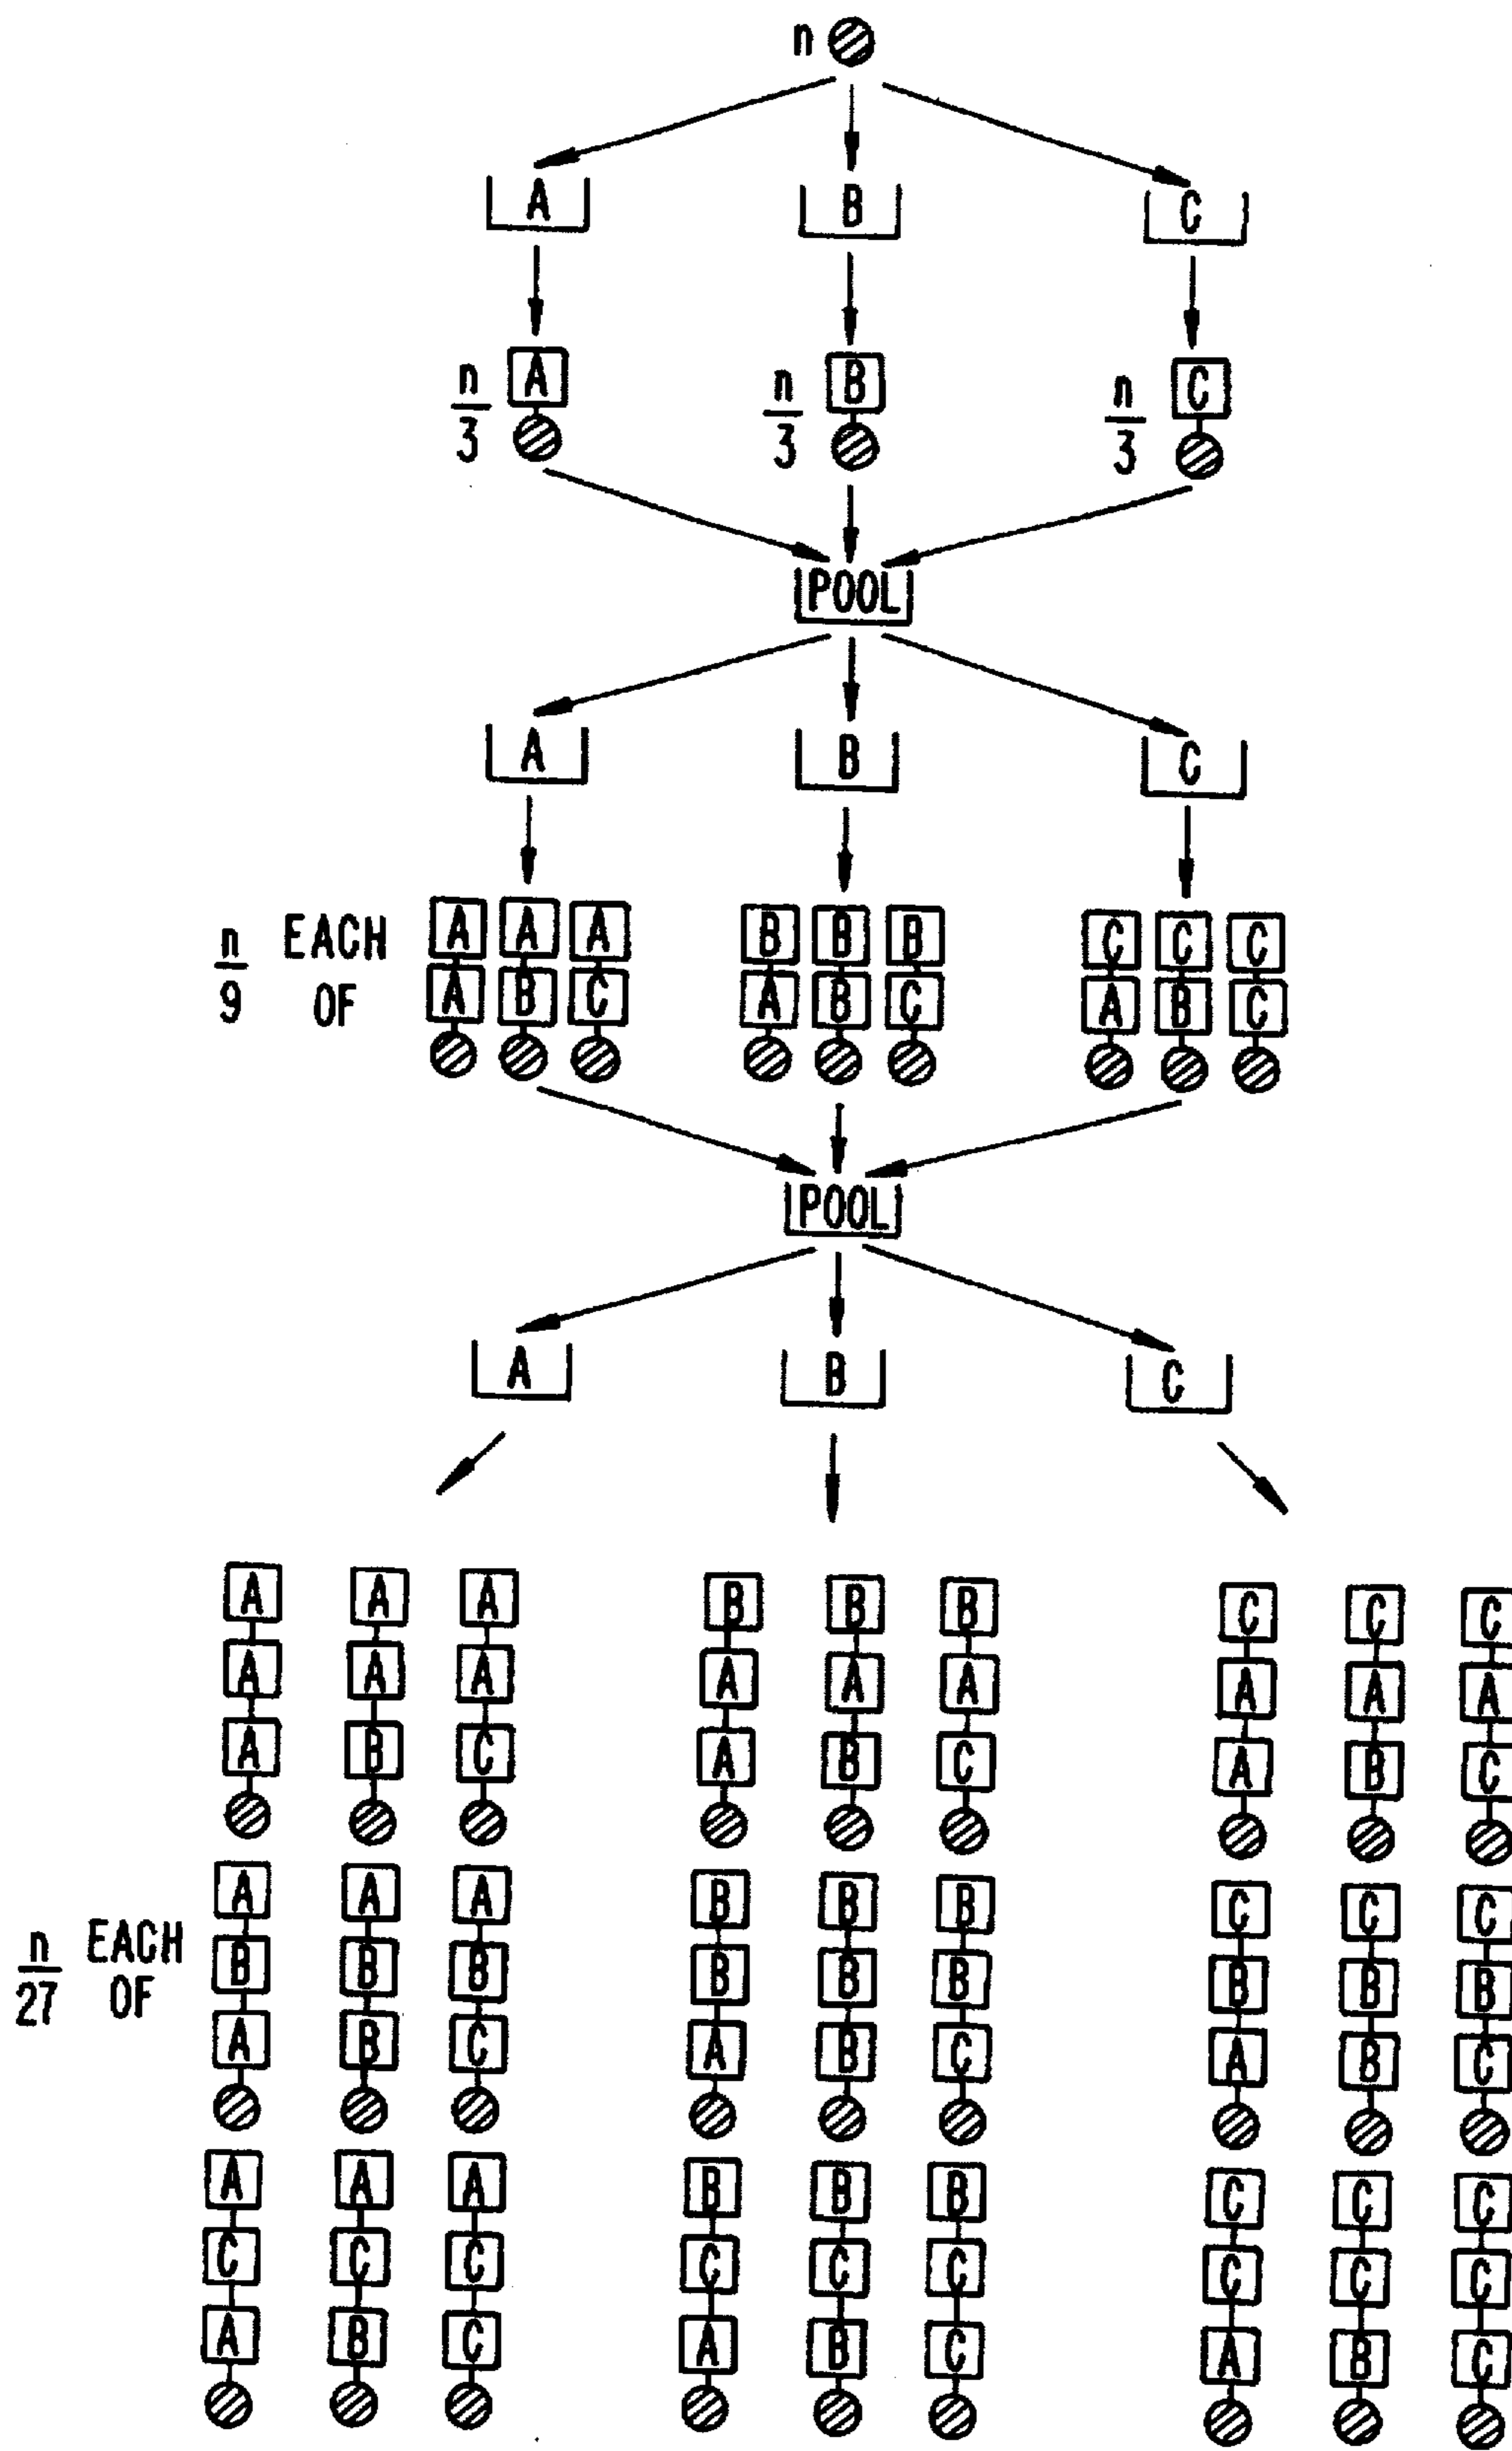 n
A B C
n/3 A n/3 B n/3 C
POOL
A B C
n/9 EACH OF
A A A B B B C C C
A B C A B C A B C
POOL
A B C
A A A B B B C C C
A A A A A A A A A
A B C A B C A B C
n/27 EACH OF
A A A B B B C C C
B B B B B B B B B
A B C A B C A B C
A A A B B B C C C
C C C C C C C C C
A B C A B C A B C